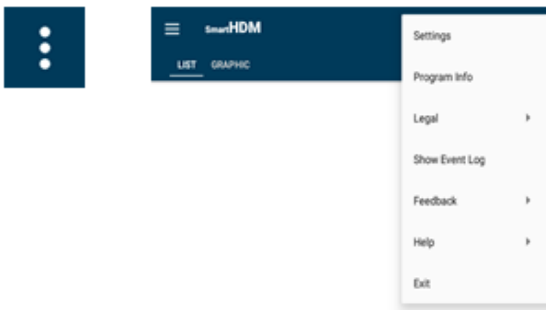 SmartHDM
LIST GRAPHIC
Settings
Program Info
Legal
Show Event Log
Feedback
Help
Exit